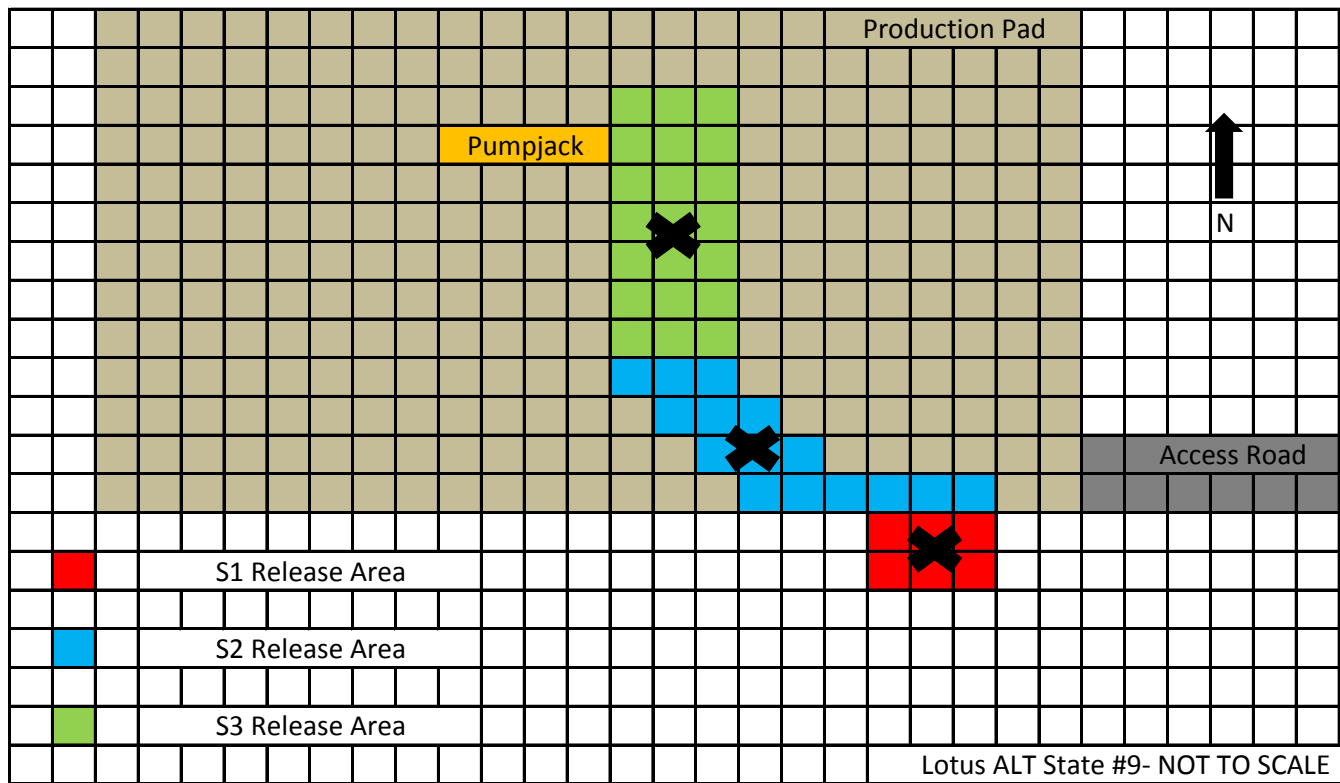 Production Pad
Pumpjack
N
Access Road
S1 Release Area
S2 Release Area
S3 Release Area
Lotus ALT State #9- NOT TO SCALE